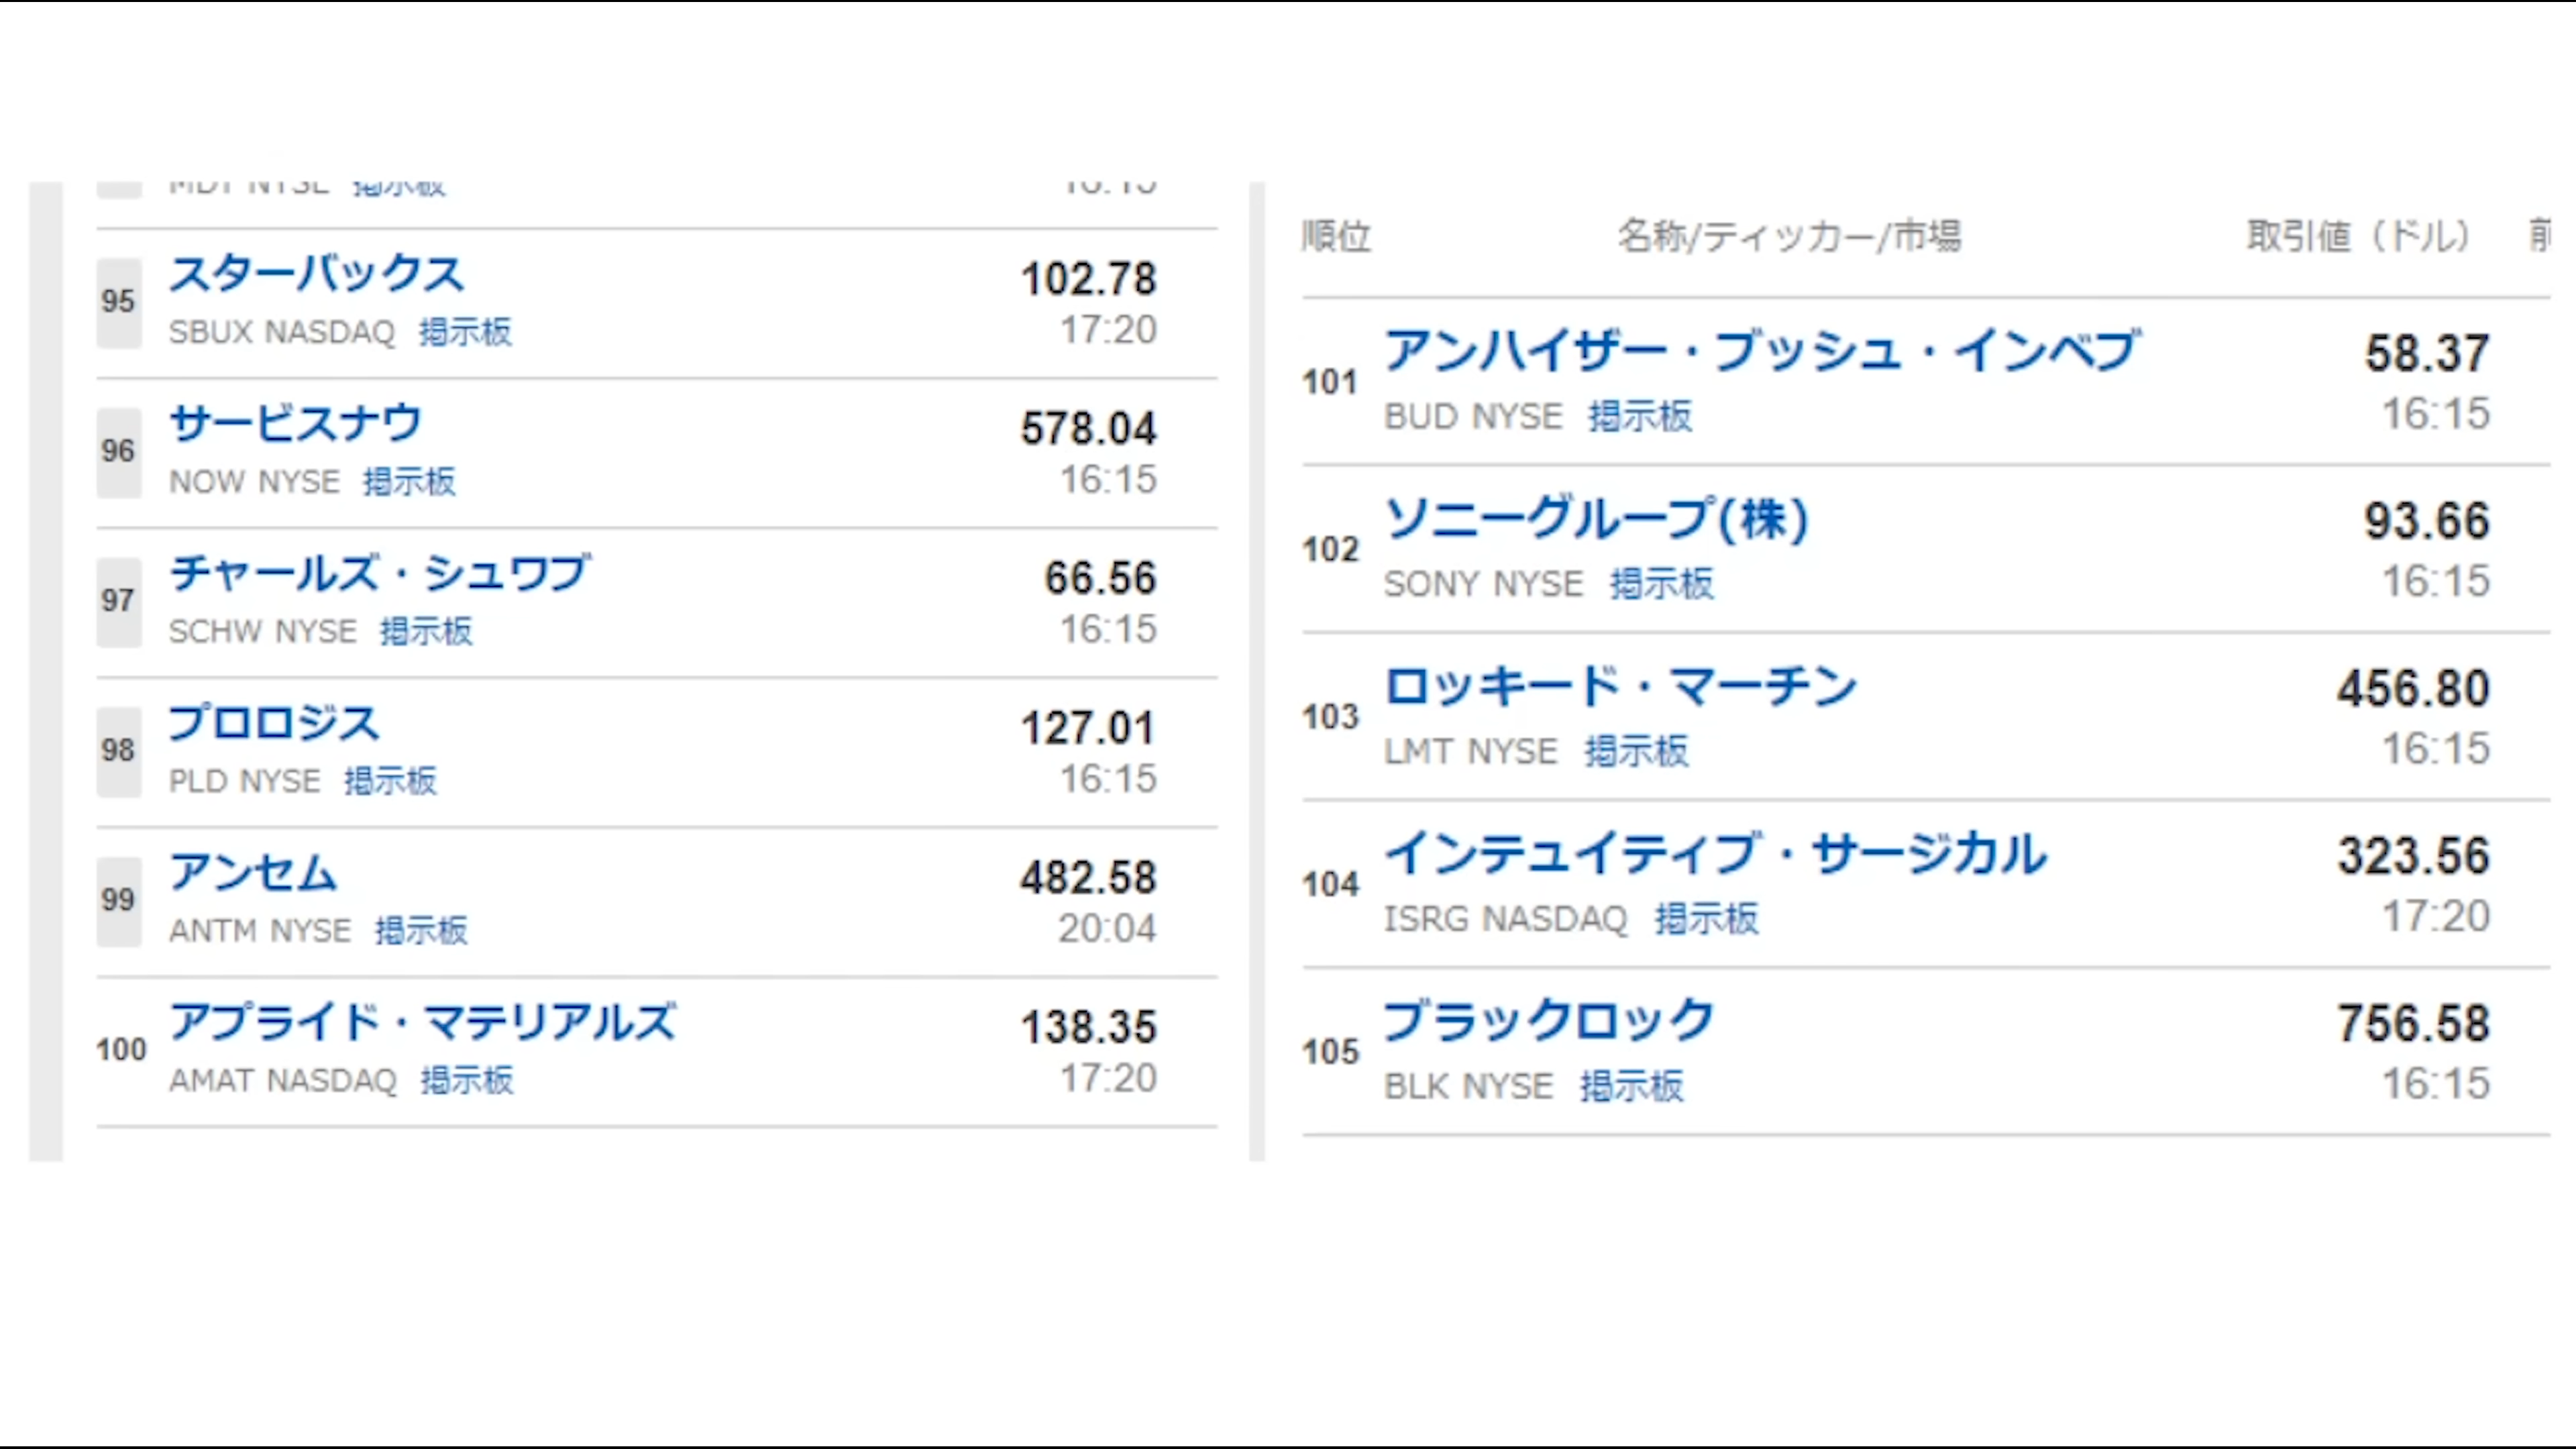 掲示板
95
スターバックス
102.78
SBUX NASDAQ 掲示板
17:20
96
サービスナウ
578.04
NOW NYSE 掲示板
16:15
97
チャールズ・シュワブ
66.56
SCHW NYSE 掲示板
16:15
98
プロロジス
127.01
PLD NYSE 掲示板
16:15
99
アンセム
482.58
ANTM NYSE 掲示板
20:04
100
アプライド・マテリアルズ
138.35
AMAT NASDAQ 掲示板
17:20
順位 名称/ティッカー/市場 取引値（ドル）
101
アンハイザー・ブッシュ・インベブ
58.37
BUD NYSE 掲示板
16:15
102
ソニーグループ(株)
93.66
SONY NYSE 掲示板
16:15
103
ロッキード・マーチン
456.80
LMT NYSE 掲示板
16:15
104
インテュイティブ・サージカル
323.56
ISRG NASDAQ 掲示板
17:20
105
ブラックロック
756.58
BLK NYSE 掲示板
16:15